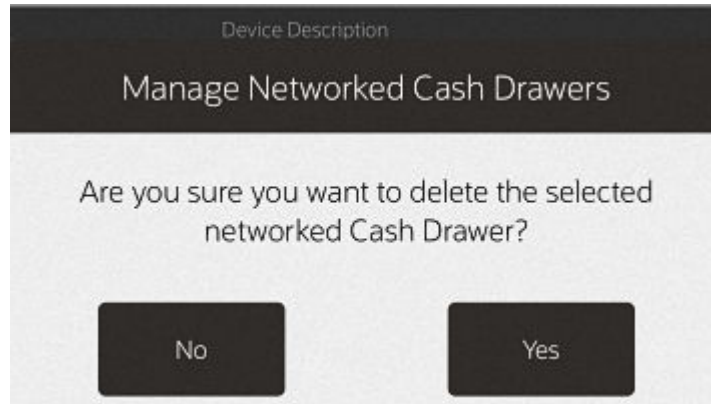 Device Description
Manage Networked Cash Drawers
Are you sure you want to delete the selected
networked Cash Drawer?
No
Yes